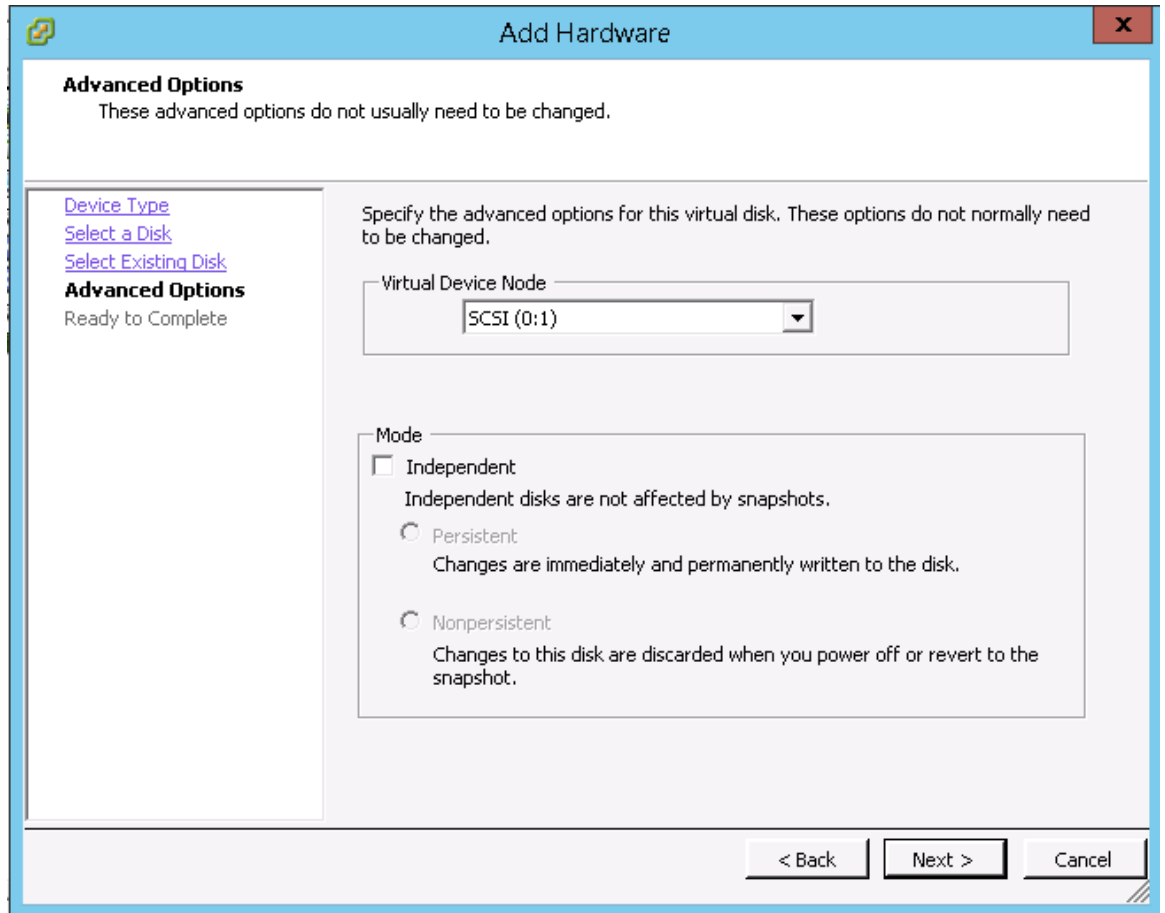 Add Hardware
x
Advanced Options
These advanced options do not usually need to be changed.
Device Type
Select a Disk
Select Existing Disk
Advanced Options
Ready to Complete
Specify the advanced options for this virtual disk. These options do not normally need
to be changed.
Virtual Device Node
SCSI (0:1)
Mode
Independent
Independent disks are not affected by snapshots.
Persistent
Changes are immediately and permanently written to the disk.
Nonpersistent
Changes to this disk are discarded when you power off or revert to the
snapshot.
< Back
Next >
Cancel